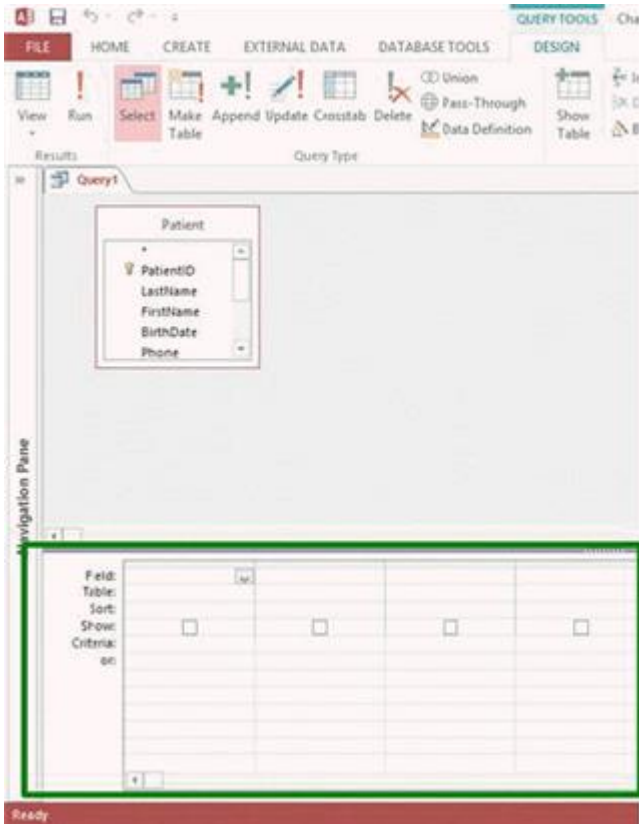 QUERY TOOLS Cha
FILE HOME CREATE EXTERNAL DATA DATABASE TOOLS DESIGN
View Run Select Make Table Append Update Crosstab Delete
Union
Pass-Through
Data Definition
Show Table
Results Query Type
Query1
Patient
*
PatientID
LastName
FirstName
BirthDate
Phone
Navigation Pane
Field:
Table:
Sort:
Show:
Criteria:
or:
Ready